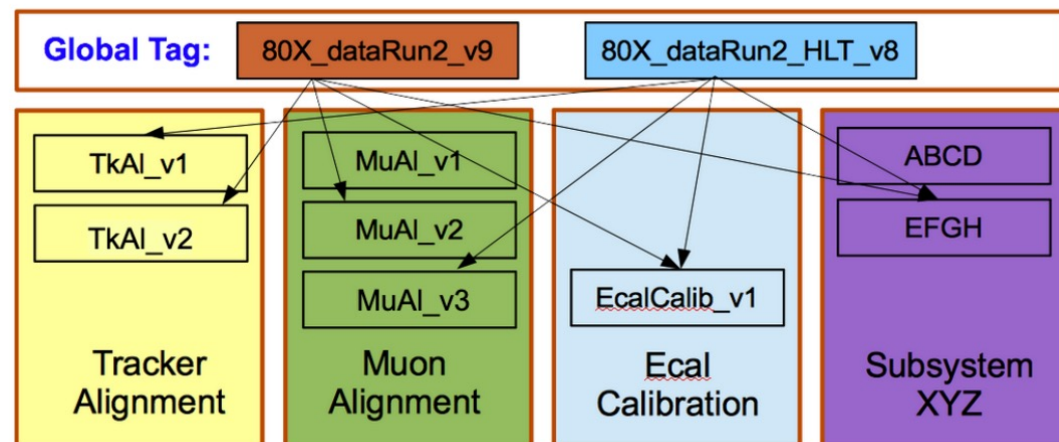 Global Tag:
80X_dataRun2_v9
80X_dataRun2_HLT_v8
TkAl_v1
TkAl_v2
Tracker
Alignment
MuAl_v1
MuAl_v2
MuAl_v3
Muon
Alignment
EcalCalib_v1
Ecal
Calibration
ABCD
EFGH
Subsystem
XYZ